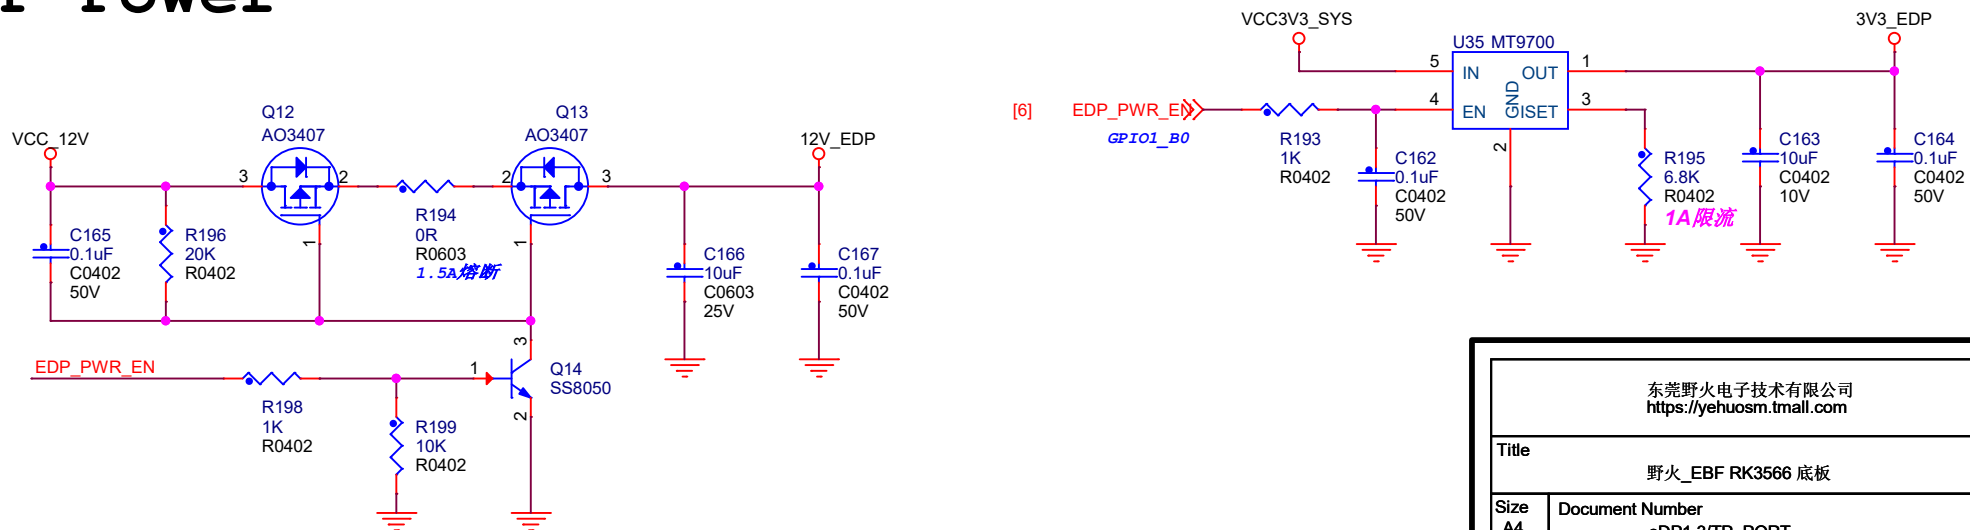 VCC_12V
Q12
AO3407
3
2
1
R194
0R
R0603
1.5A熔断
Q13
AO3407
2
3
1
12V_EDP
C165
0.1uF
C0402
50V
R196
20K
R0402
C166
10uF
C0603
25V
C167
0.1uF
C0402
50V
EDP_PWR_EN
R198
1K
R0402
R199
10K
R0402
1
3
2
Q14
SS8050
VCC3V3_SYS
3V3_EDP
U35 MT9700
5
IN
OUT
1
4
EN
GND
ISET
3
2
[6]
EDP_PWR_EN
GPIO1_B0
R193
1K
R0402
C162
0.1uF
C0402
50V
R195
6.8K
R0402
1A限流
C163
10uF
C0402
10V
C164
0.1uF
C0402
50V
东莞野火电子技术有限公司
https://yehuosm.tmall.com
Title
野火_EBF RK3566 底板
Size
A4
Document Number